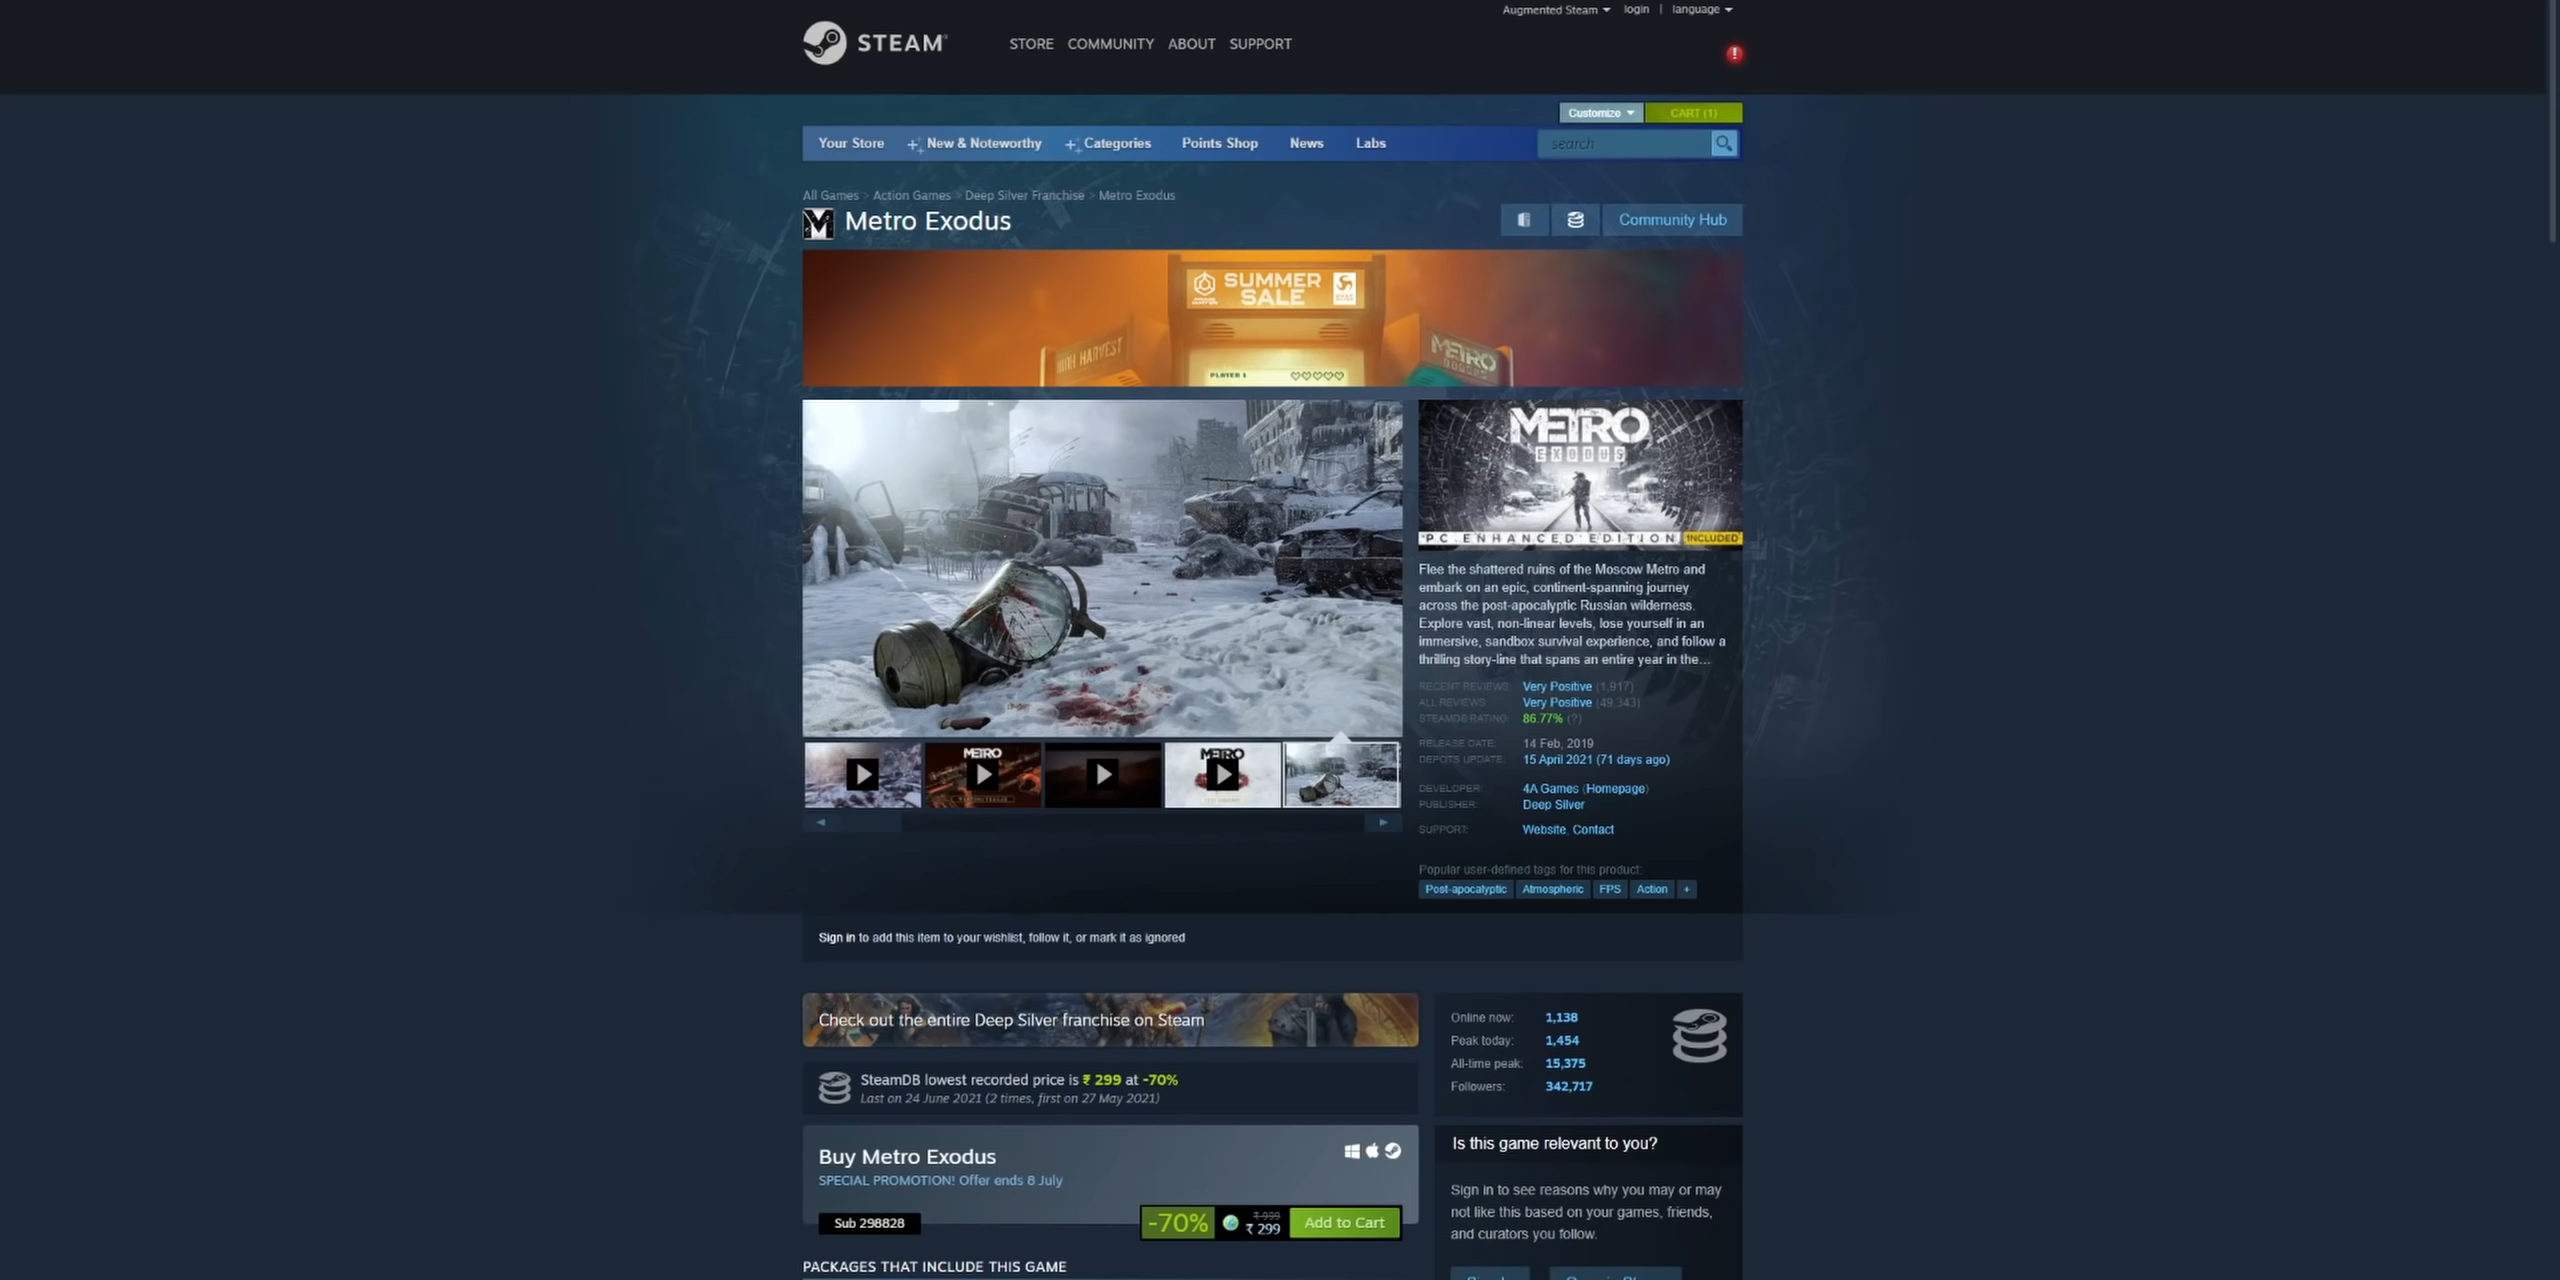 Augmented Steam login | language
STEAM
STORE COMMUNITY ABOUT SUPPORT
!
Customize CART (1)
Your Store New & Noteworthy Categories Points Shop News Labs search
All Games > Action Games > Deep Silver Franchise > Metro Exodus
Metro Exodus
Community Hub
SUMMER
SALE
HARVEST
METRO
EXODUS
PLAYER 1
METRO
EXODUS
PC ENHANCED EDITION INCLUDED
Flee the shattered ruins of the Moscow Metro and
embark on an epic, continent-spanning journey
across the post-apocalyptic Russian wilderness.
Explore vast, non-linear levels, lose yourself in an
immersive, sandbox survival experience, and follow a
thrilling story-line that spans an entire year in the...
RECENT REVIEWS: Very Positive (1,917)
ALL REVIEWS: Very Positive (49,343)
STEAMDB RATING: 86.77% (?)
RELEASE DATE: 14 Feb, 2019
DEPOTS UPDATE: 15 April 2021 (71 days ago)
DEVELOPER: 4A Games (Homepage)
PUBLISHER: Deep Silver
SUPPORT: Website, Contact
METRO
METRO
Popular user-defined tags for this product:
Post-apocalyptic Atmospheric FPS Action +
Sign in to add this item to your wishlist, follow it, or mark it as ignored
Check out the entire Deep Silver franchise on Steam
SteamDB lowest recorded price is ₹ 299 at -70%
Last on 24 June 2021 (2 times, first on 27 May 2021)
Online now: 1,138
Peak today: 1,454
All-time peak: 15,375
Followers: 342,717
Buy Metro Exodus
SPECIAL PROMOTION! Offer ends 8 July
Sub 298828
-70% ₹ 999 ₹ 299 Add to Cart
Is this game relevant to you?
Sign in to see reasons why you may or may
not like this based on your games, friends,
and curators you follow.
PACKAGES THAT INCLUDE THIS GAME